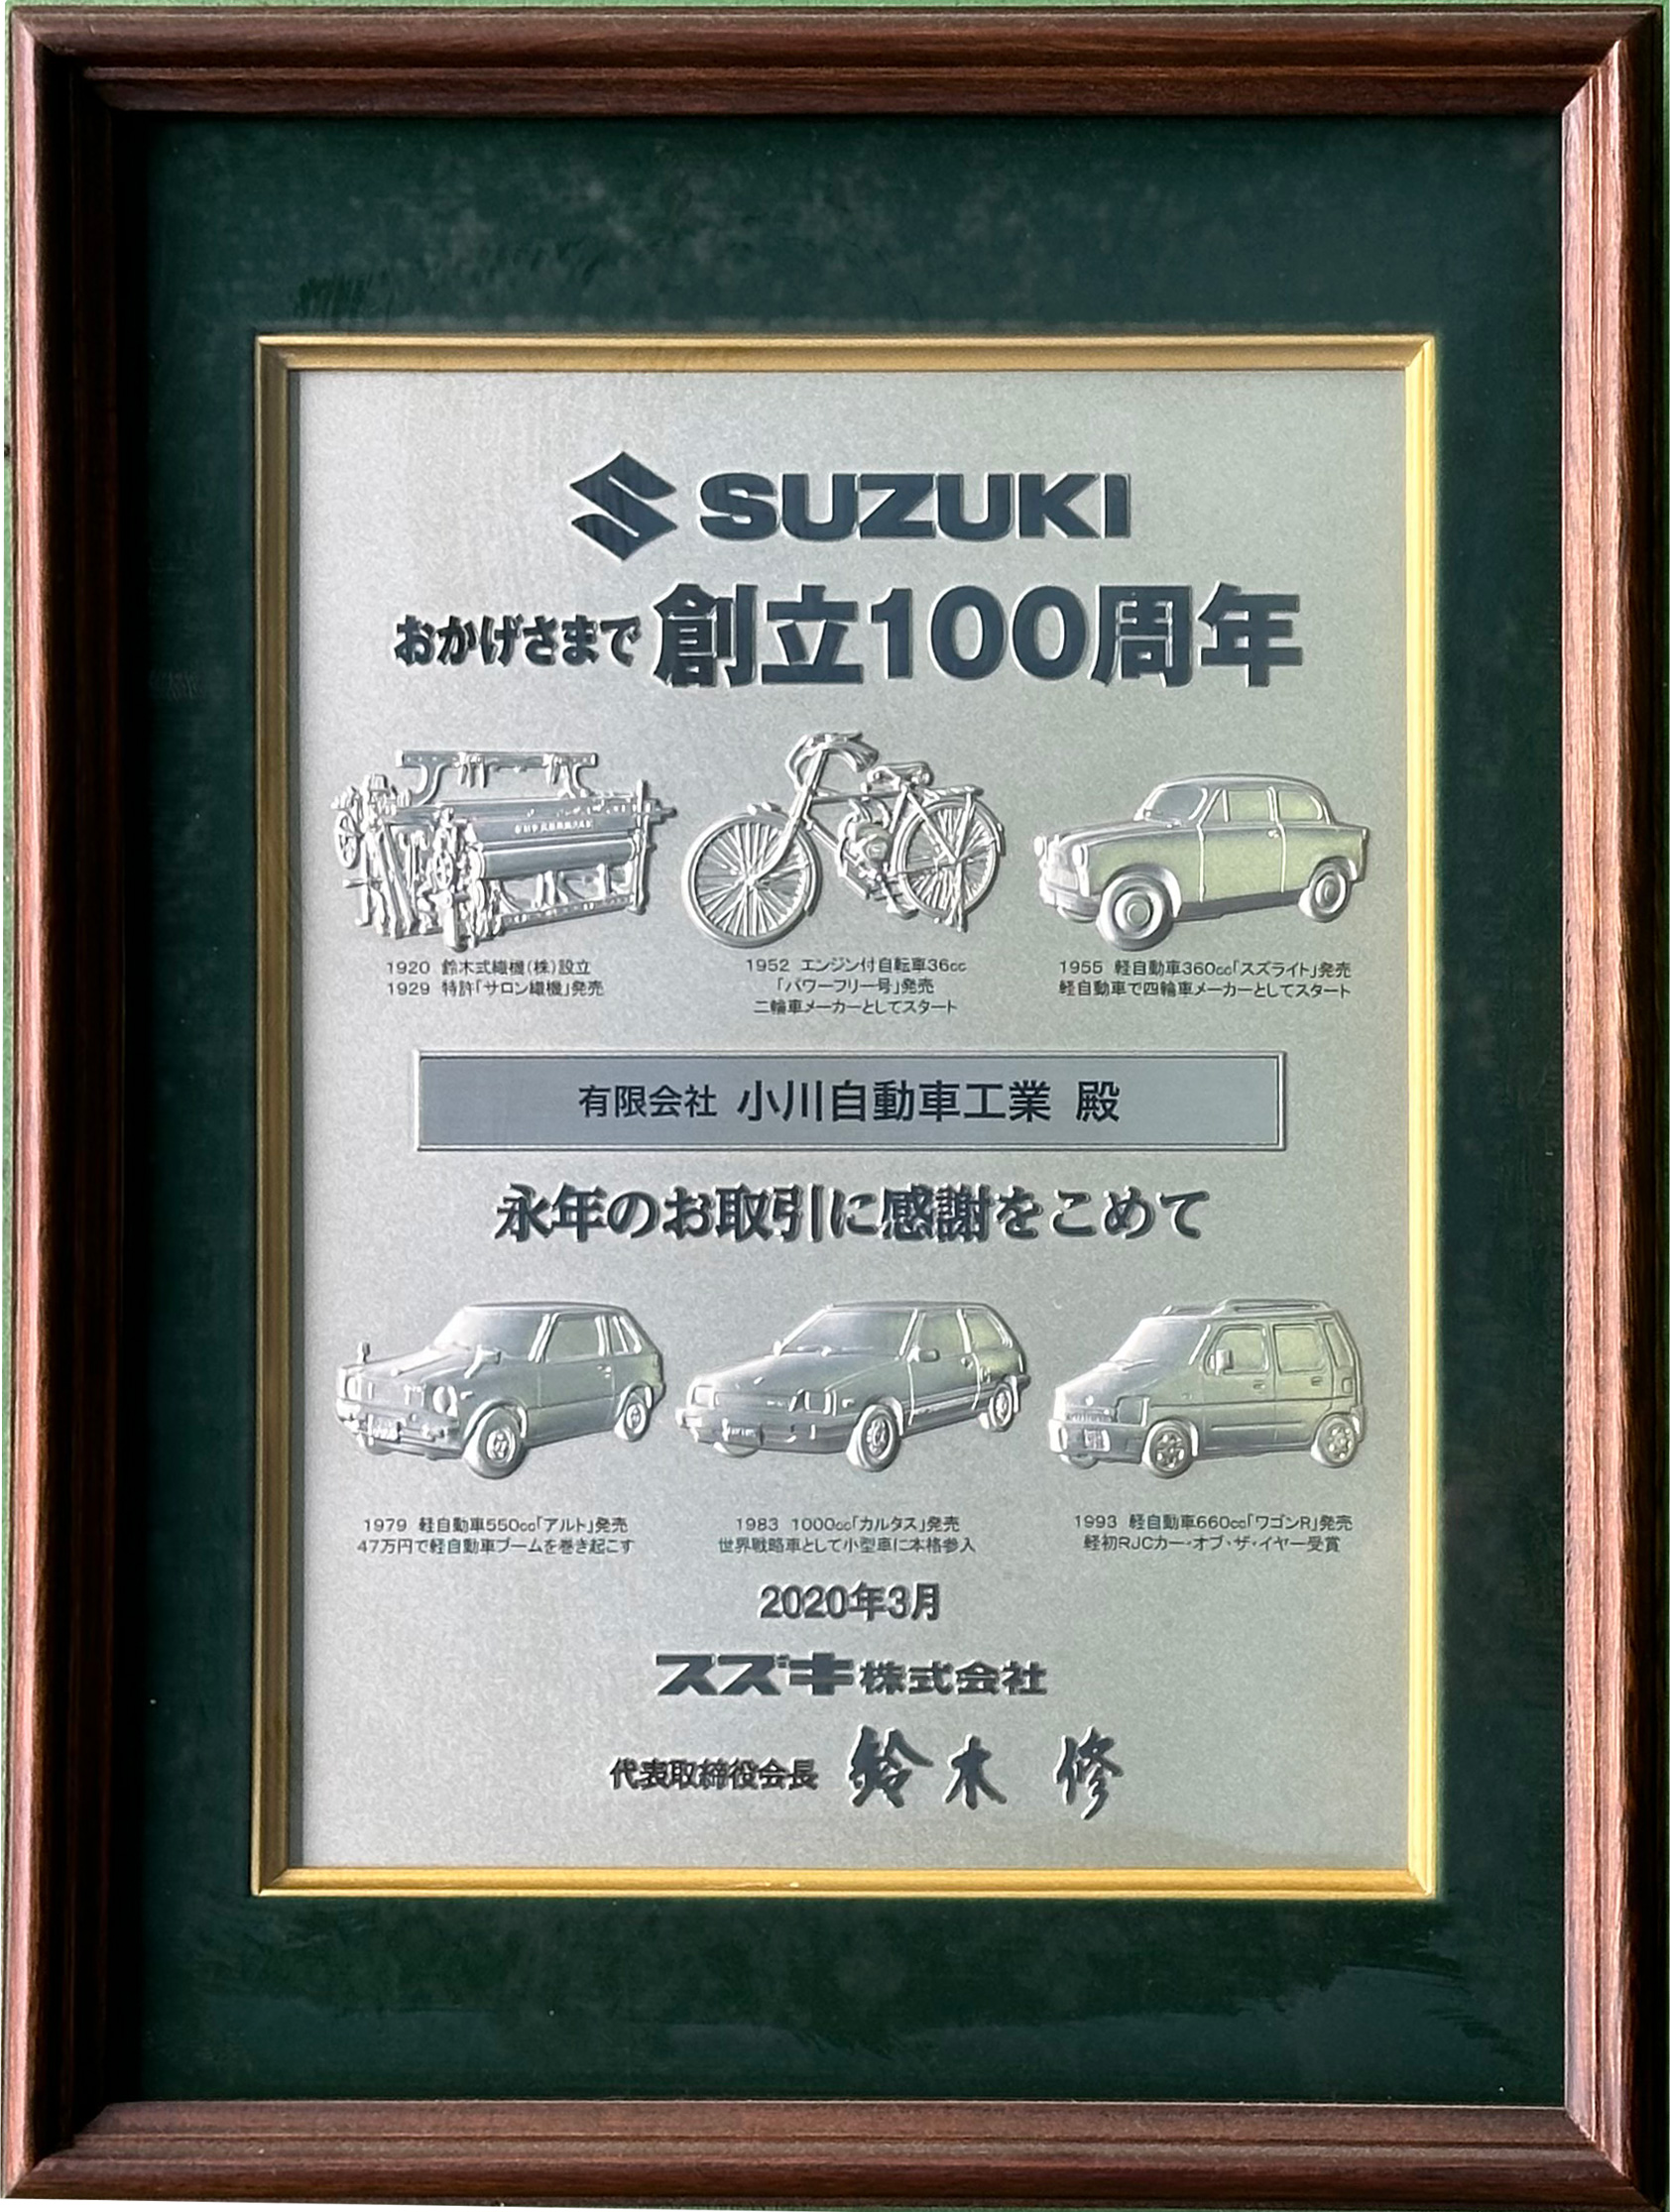 SUZUKI
おかげさまで 創立100周年
1920 鈴木式織機(株)設立
1929 特許「サロン織機」発売
1952 エンジン付自転車36cc
「パワーフリー号」発売
二輪車メーカーとしてスタート
1955 軽自動車360cc「スズライト」発売
軽自動車で四輪車メーカーとしてスタート
有限会社 小川自動車工業 殿
永年のお取引に感謝をこめて
1979 軽自動車550cc「アルト」発売
47万円で軽自動車ブームを巻き起こす
1983 1000cc「カルタス」発売
世界戦略車として小型車に本格参入
1993 軽自動車660cc「ワゴンR」発売
軽初RJCカー・オブ・ザ・イヤー受賞
2020年3月
スズキ株式会社
代表取締役会長 鈴木 修